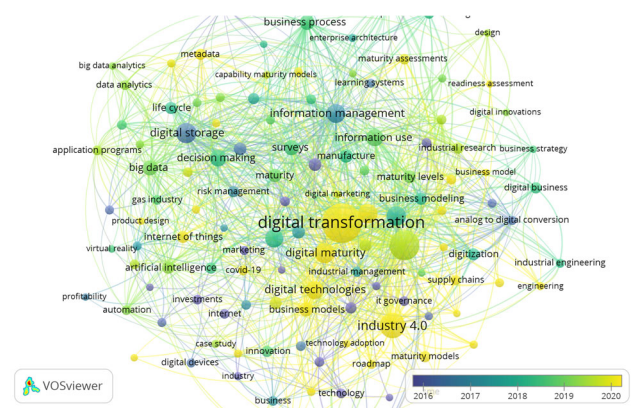 business process
design
enterprise architecture
metadata
maturity assessments
big data analytics
capability maturity models
data analytics
learning systems
readiness assessment
life cycle
information management
digital innovations
digital storage
information use
application programs
surveys
industrial research
business strategy
decision making
manufacture
big data
maturity
maturity levels
business model
risk management
digital marketing
digital business
gas industry
business modeling
product design
digital transformation
analog to digital conversion
internet of things
virtual reality
marketing
digital maturity
digitization
artificial intelligence
covid-19
industrial management
industrial engineering
supply chains
digital technologies
engineering
profitability
investments
it governance
automation
internet
business models
industry 4.0
case study
innovation
technology adoption
maturity models
digital devices
roadmap
industry
VOSviewer
business
technology
2016
2017
2018
2019
2020